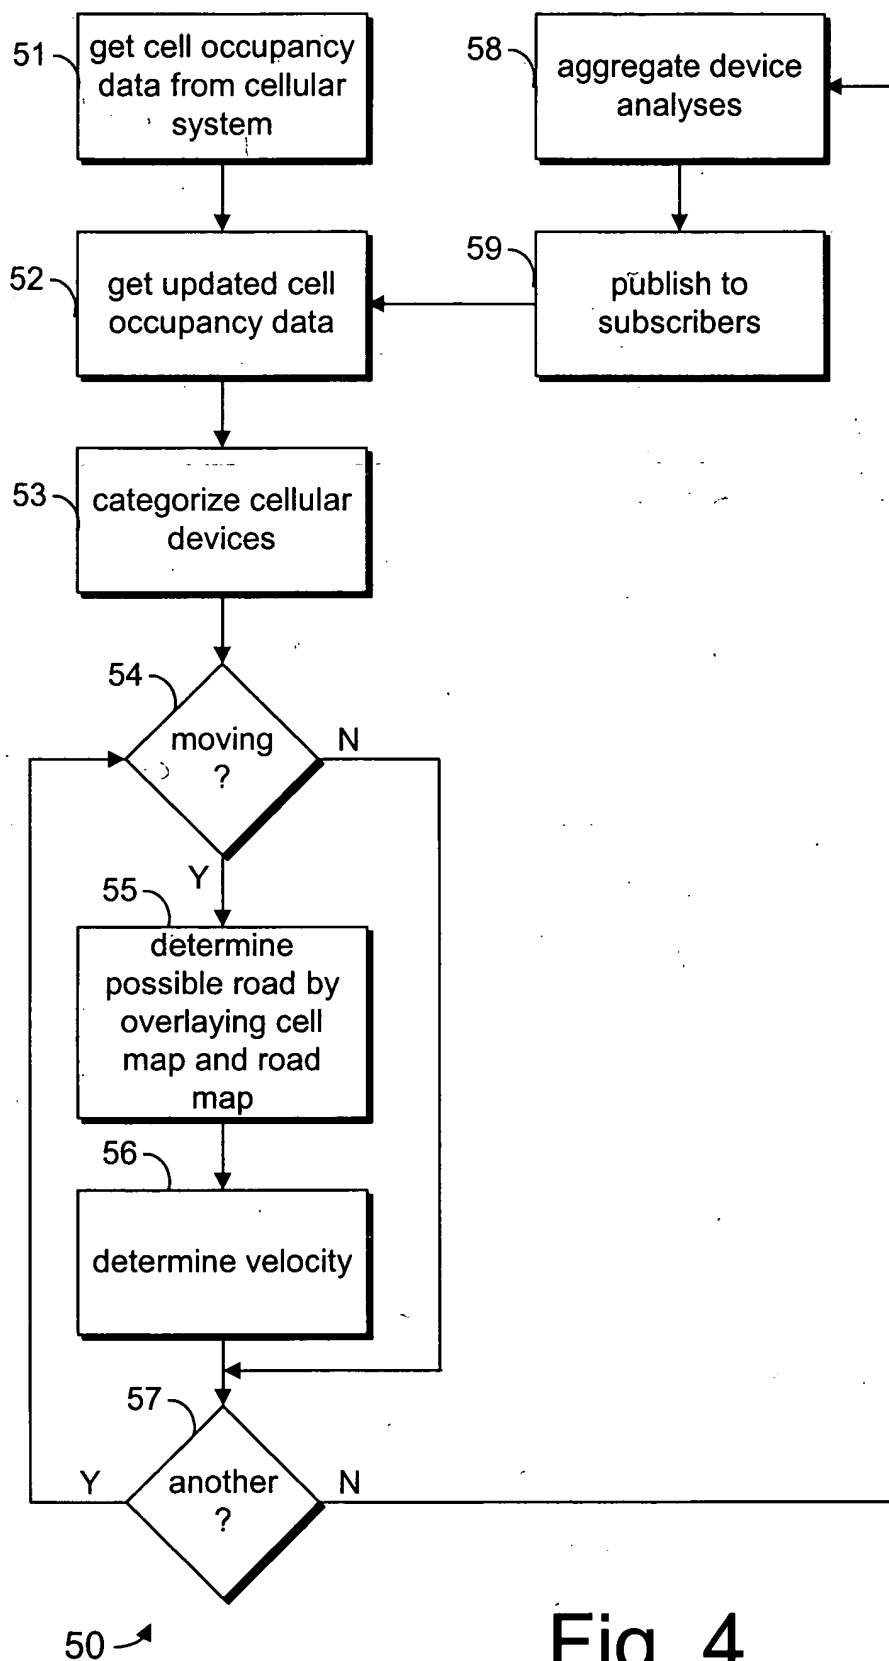 51
get cell occupancy
data from cellular
system
52
get updated cell
occupancy data
53
categorize cellular
devices
54
moving
?
N
Y
55
determine
possible road by
overlaying cell
map and road
map
56
determine velocity
57
another
?
Y
N
58
aggregate device
analyses
59
publish to
subscribers
50
Fig. 4